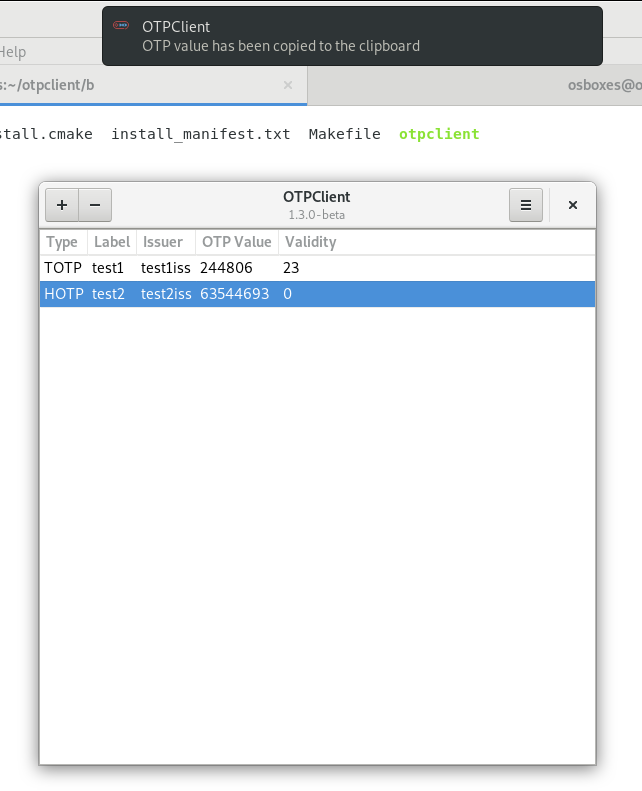 OTPClient
OTP value has been copied to the clipboard
Help
s:~/otpclient/b × osboxes@o
stall.cmake install_manifest.txt Makefile otpclient
+ − OTPClient ≡ ×
1.3.0-beta
Type Label Issuer OTP Value Validity
TOTP test1 test1iss 244806 23
HOTP test2 test2iss 63544693 0